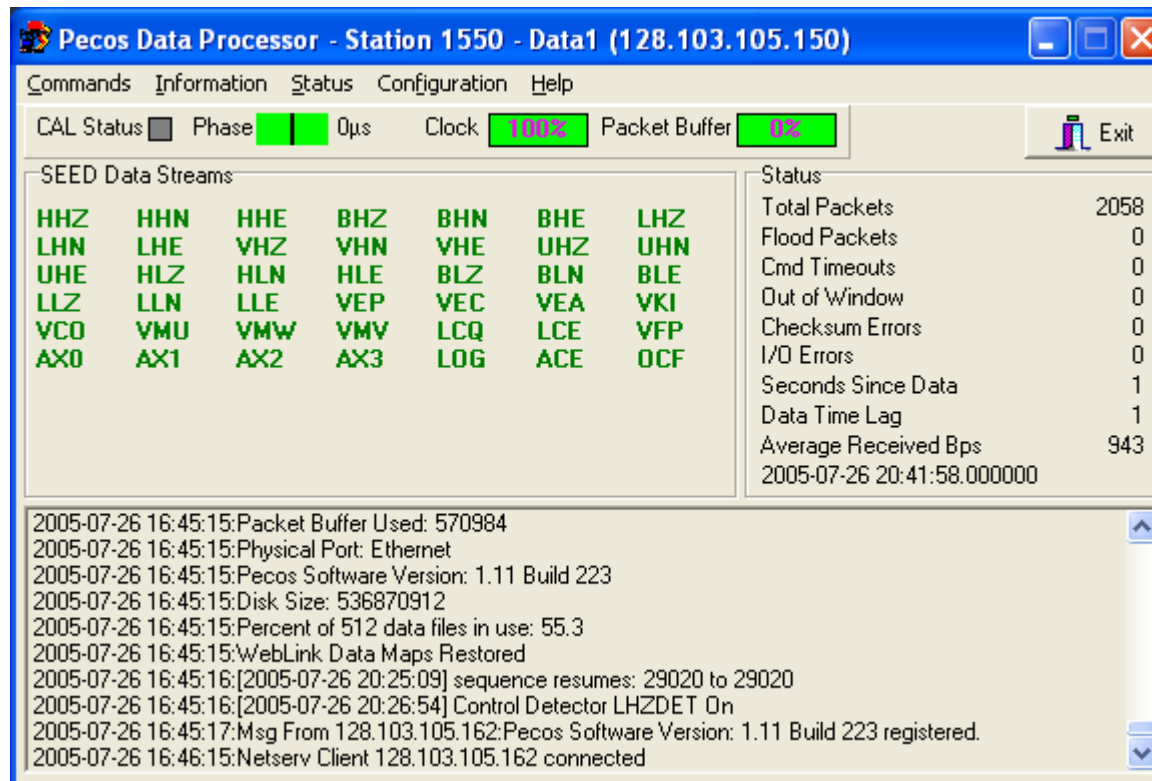 Pecos Data Processor - Station 1550 - Data1 (128.103.105.150)
Commands Information Status Configuration Help
CAL Status Phase 0µs Clock 100% Packet Buffer 0% Exit
SEED Data Streams
HHZ HHN HHE BHZ BHN BHE LHZ
LHN LHE VHZ VHN VHE UHZ UHN
UHE HLZ HLN HLE BLZ BLN BLE
LLZ LLN LLE VEP VEC VEA VKI
VCO VMU VMW VMV LCQ LCE VFP
AX0 AX1 AX2 AX3 LOG ACE OCF
Status
Total Packets 2058
Flood Packets 0
Cmd Timeouts 0
Out of Window 0
Checksum Errors 0
I/O Errors 0
Seconds Since Data 1
Data Time Lag 1
Average Received Bps 943
2005-07-26 20:41:58.000000
2005-07-26 16:45:15:Packet Buffer Used: 570984
2005-07-26 16:45:15:Physical Port: Ethernet
2005-07-26 16:45:15:Pecos Software Version: 1.11 Build 223
2005-07-26 16:45:15:Disk Size: 536870912
2005-07-26 16:45:15:Percent of 512 data files in use: 55.3
2005-07-26 16:45:15:WebLink Data Maps Restored
2005-07-26 16:45:16:[2005-07-26 20:25:09] sequence resumes: 29020 to 29020
2005-07-26 16:45:16:[2005-07-26 20:26:54] Control Detector LHZDET On
2005-07-26 16:45:17:Msg From 128.103.105.162:Pecos Software Version: 1.11 Build 223 registered.
2005-07-26 16:46:15:Netserv Client 128.103.105.162 connected